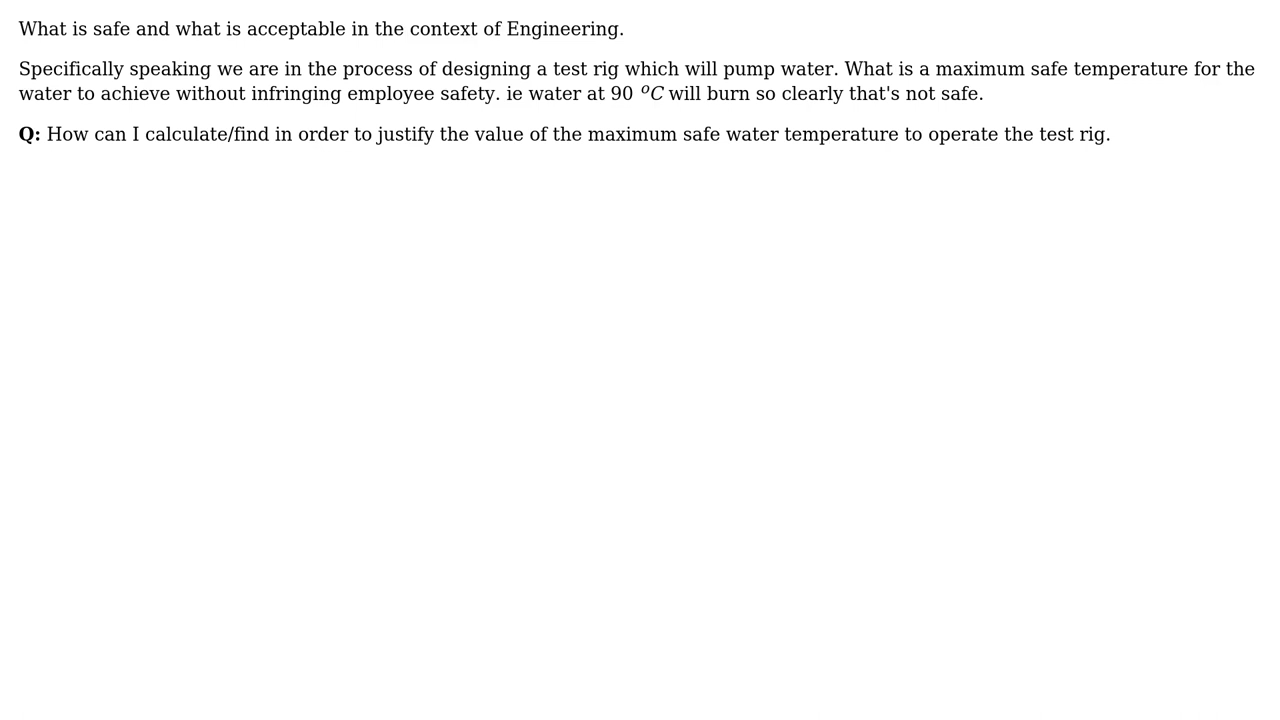 What is safe and what is acceptable in the context of Engineering.
Specifically speaking we are in the process of designing a test rig which will pump water. What is a maximum safe temperature for the
water to achieve without infringing employee safety. ie water at 90 °C will burn so clearly that's not safe.
Q: How can I calculate/find in order to justify the value of the maximum safe water temperature to operate the test rig.